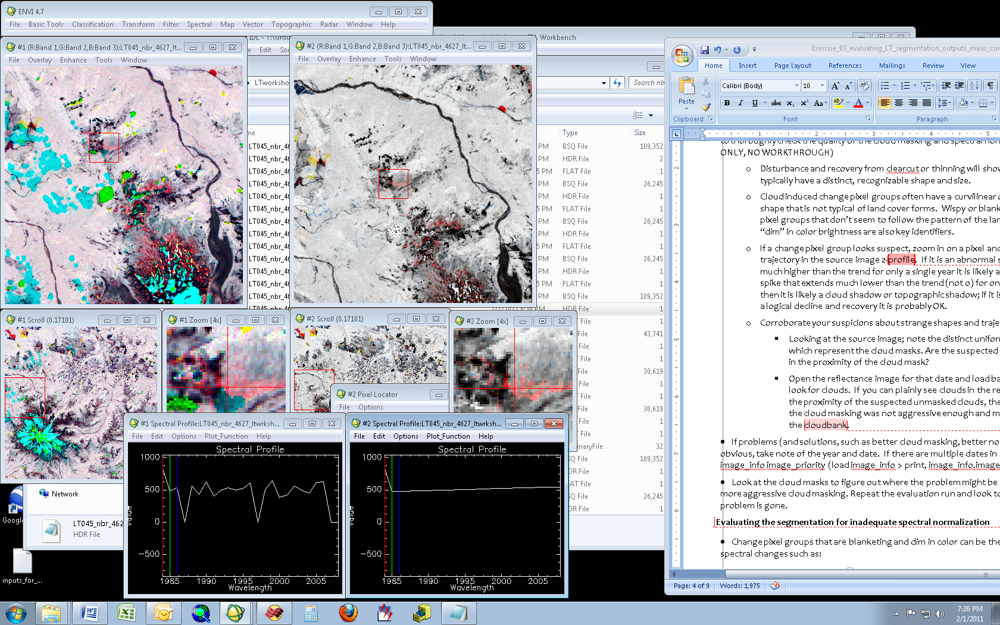 ENVI 4.7
File Basic Tools Classification Transform Filter Spectral Map Vector Topographic Radar Window Help
#1 (R:Band 1,G:Band 2,B:Band 3):LT045_nbr_4627_lt...
File Overlay Enhance Tools Window
Edit
Workbench
#2 (R:Band 1,G:Band 2,B:Band 3):LT045_nbr_4627_lt...
File Overlay Enhance Tools Window
LTworksho
Search nb
Type Size
LT045_nbr_46 PM BSQ File 109,352
LT045_nbr_46 PM HDR File 2
LT045_nbr_46 5 PM FLAT File 1
LT045_nbr_46 PM BSQ File 26,245
LT045_nbr_46 PM HDR File 1
LT045_nbr_46 5 PM FLAT File 1
LT045_nbr_46 PM BSQ File 26,245
LT045_nbr_46 PM HDR File 1
LT045_nbr_46 5 PM FLAT File 1
LT045_nbr_46 PM BSQ File 26,245
LT045_nbr_46 PM HDR File 1
LT045_nbr_46 5 PM FLAT File 1
LT045_nbr_46 PM BSQ File 109,352
HDR File 1
File 1
File 43,741
File 1
File 1
File 30,619
File 1
File 1
File 30,619
File 1
File 1
inaryFile 32
SQ File 109,352
DR File 1
AT File 1
SQ File 26,245
DR File 1
#1 Scroll (0.17101)
#1 Zoom [4x]
#2 Scroll (0.17101)
#2 Zoom [4x]
#2 Pixel Locator
File Options
#1 Spectral Profile:LT045_nbr_4627_ltwrksh...
File Edit Options Plot_Function Help
Spectral Profile
1000
500
0
-500
Value
1985 1990 1995 2000 2005
Wavelength
#2 Spectral Profile:LT045_nbr_4627_ltwrksh...
File Edit Options Plot_Function Help
Spectral Profile
1000
500
0
-500
Value
1985 1990 1995 2000 2005
Wavelength
Network
LT045_nbr_462
HDR File
Google
inputs_for_...
Exercise_03_evaluating_LT_segmentation_outputs_maux_cor
Home Insert Page Layout References Mailings Review View
Paste
Calibri (Body) 10
Clipboard Font Paragraph
ONLY, NO WORKTHROUGH)
o Disturbance and recovery from clearcut or thinning will show
typically have a distinct, recognizable shape and size.
o Cloud induced change pixel groups often have a curvilinear o
shape that is not typical of land cover forms. Wispy or blank
pixel groups that don't seem to follow the pattern of the lan
"dim" in color brightness are also key identifiers.
o If a change pixel group looks suspect, zoom in on a pixel and
trajectory in the source image z-profile. If it is an abnormal s
much higher than the trend for only a single year it is likely a
spike that extends much lower than the trend (not 0) for on
then it is likely a cloud shadow or topographic shadow; if it is
a logical decline and recovery it is probably OK.
o Corroborate your suspicions about strange shapes and traje
▪ Looking at the source image; note the distinct uniform
which represent the cloud masks. Are the suspected
in the proximity of the cloud mask?
▪ Open the reflectance image for that date and load ba
look for clouds. If you can plainly see clouds in the re
the proximity of the suspected unmasked clouds, the
the cloud masking was not aggressive enough and m
the cloudbank.
• If problems (and solutions, such as better cloud masking, better no
obvious, take note of the year and date. If there are multiple dates in
image_info image_priority (load image_info > print, image_info.image
• Look at the cloud masks to figure out where the problem might be
more aggressive cloud masking. Repeat the evaluation run and look to
problem is gone.
Evaluating the segmentation for inadequate spectral normalization
• Change pixel groups that are blanketing and dim in color can be the
spectral changes such as:
Page: 4 of 9 Words: 1,975
7:26 PM
2/1/2011